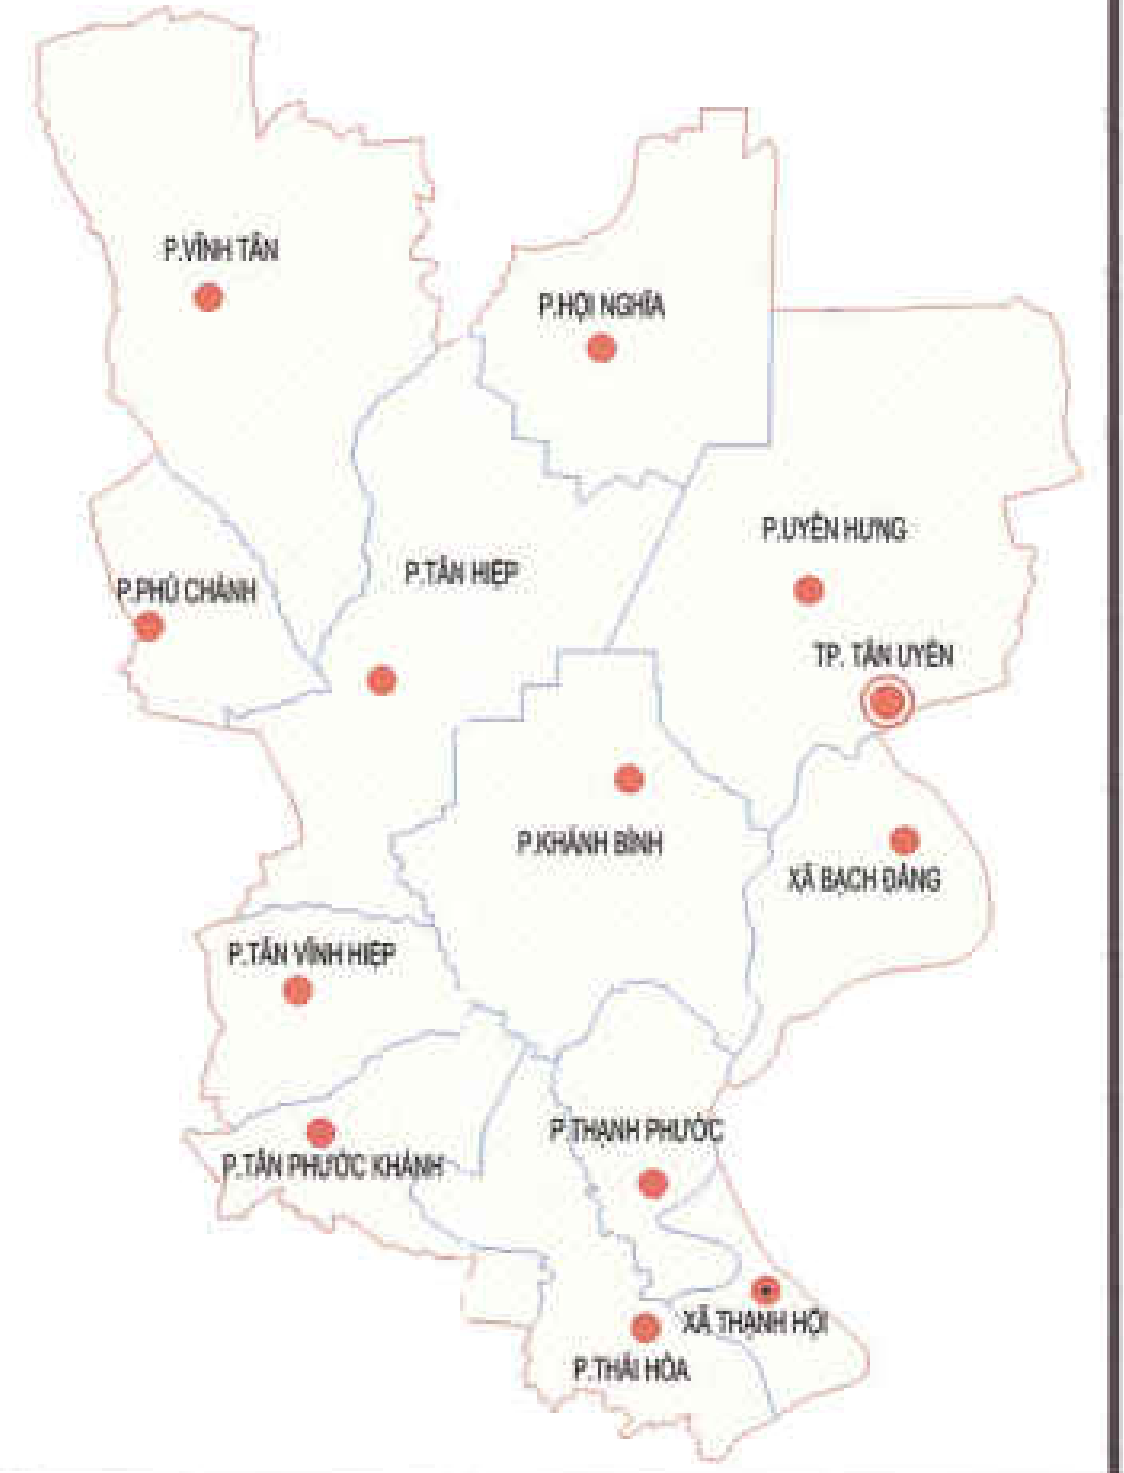 P.VĨNH TÂN
P.HỘI NGHĨA
P.UYÊN HƯNG
P.TÂN HIỆP
P.PHÚ CHÁNH
TP. TÂN UYÊN
P.KHÁNH BÌNH
XÃ BẠCH ĐẰNG
P.TÂN VĨNH HIỆP
P.THẠNH PHƯỚC
P.TÂN PHƯỚC KHÁNH
XÃ THẠNH HỘI
P.THÁI HÒA